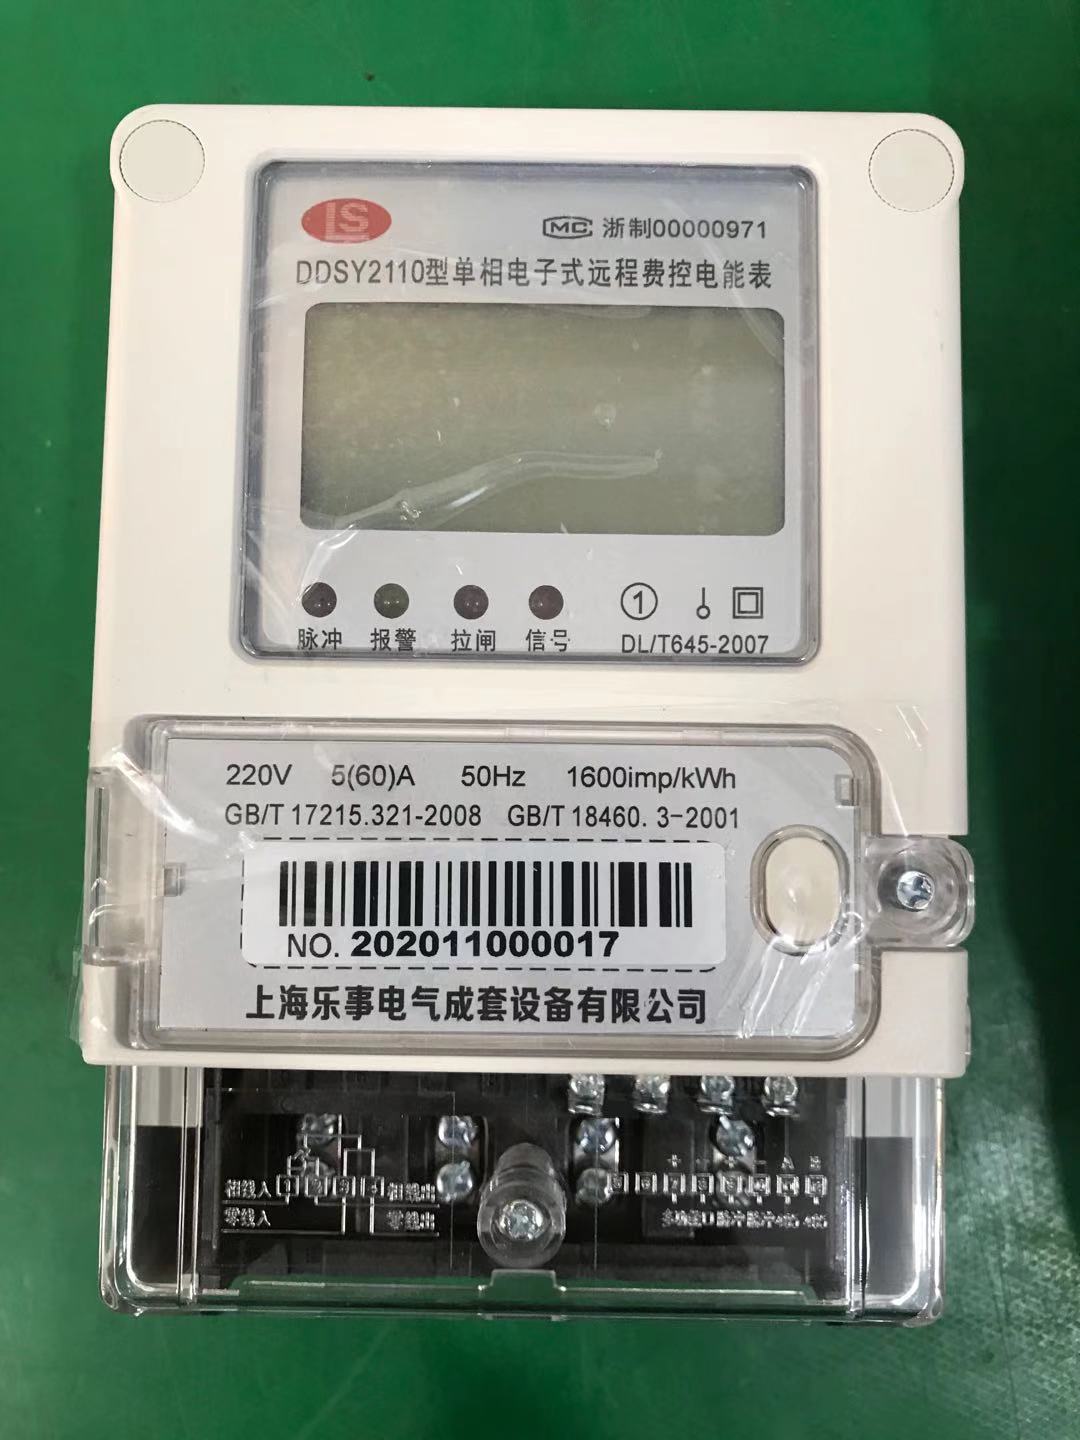 LS
MC 浙制00000971
DDSY2110型单相电子式远程费控电能表
脉冲 报警 拉闸 信号
1
DL/T645-2007
220V 5(60)A 50Hz 1600imp/kWh
GB/T 17215.321-2008 GB/T 18460. 3-2001
NO. 202011000017
上海乐事电气成套设备有限公司
+ - + - A B
相线入 1 2 3 4 相线出
零线入 零线出